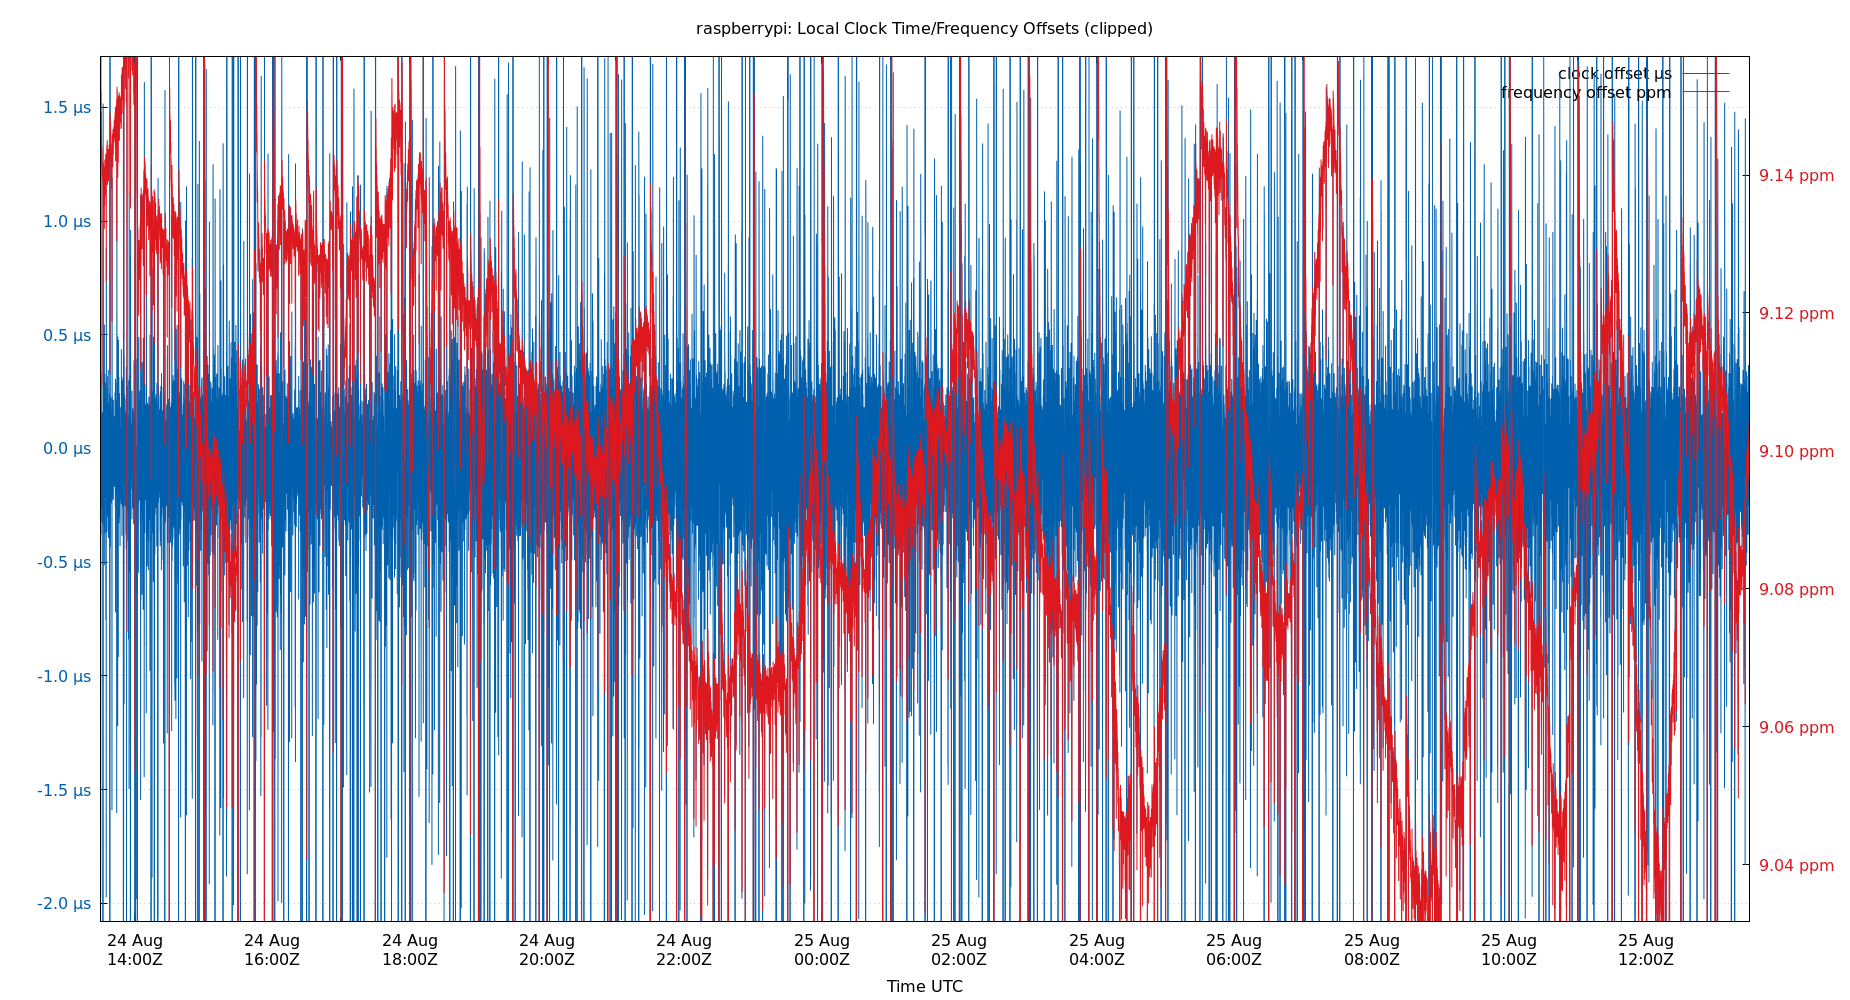 raspberrypi: Local Clock Time/Frequency Offsets (clipped)
clock offset µs
frequency offset ppm
1.5 µs
1.0 µs
0.5 µs
0.0 µs
-0.5 µs
-1.0 µs
-1.5 µs
-2.0 µs
9.14 ppm
9.12 ppm
9.10 ppm
9.08 ppm
9.06 ppm
9.04 ppm
24 Aug 24 Aug 24 Aug 24 Aug 24 Aug 25 Aug 25 Aug 25 Aug 25 Aug 25 Aug 25 Aug 25 Aug
14:00Z 16:00Z 18:00Z 20:00Z 22:00Z 00:00Z 02:00Z 04:00Z 06:00Z 08:00Z 10:00Z 12:00Z
Time UTC